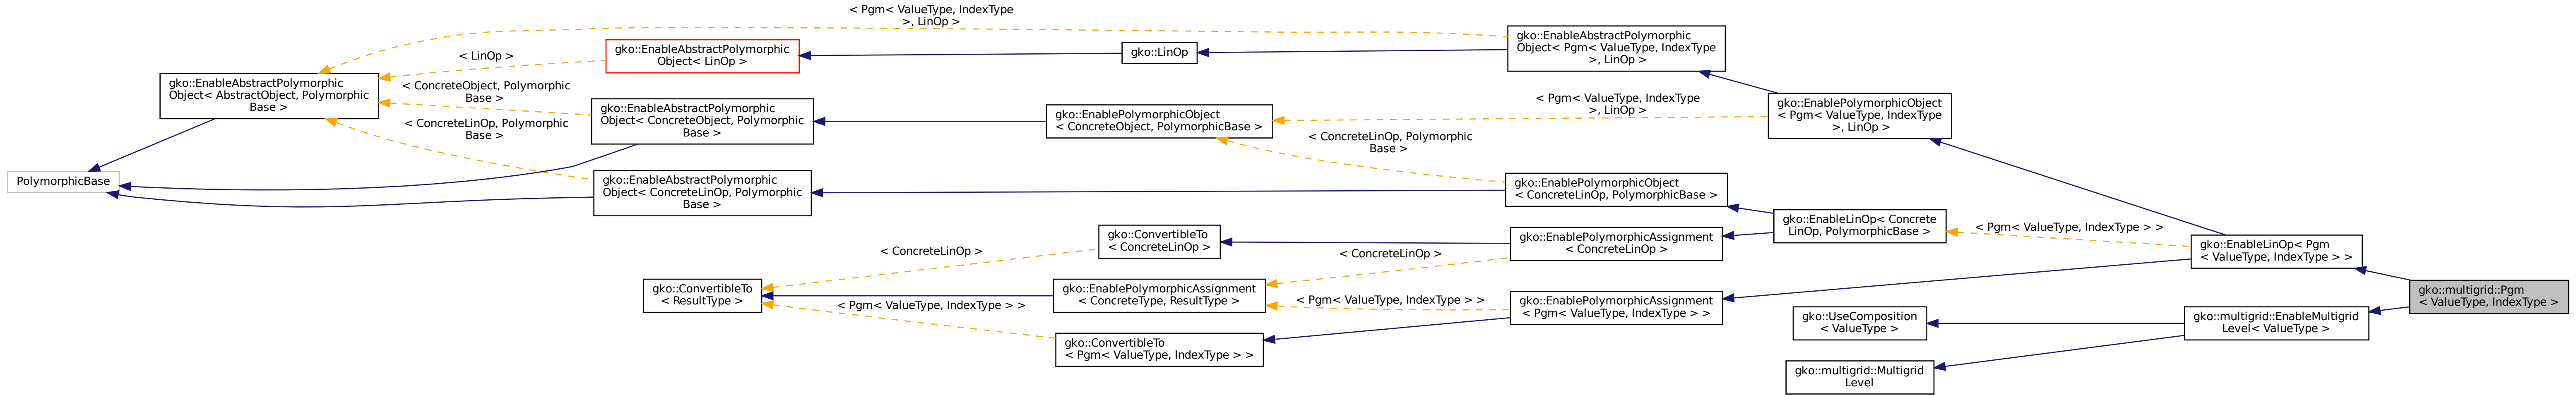 < Pgm< ValueType, IndexType
>, LinOp >
gko::EnableAbstractPolymorphic
Object< Pgm< ValueType, IndexType
>, LinOp >
gko::EnableAbstractPolymorphic
Object< LinOp >
gko::LinOp
< LinOp >
gko::EnableAbstractPolymorphic
Object< AbstractObject, Polymorphic
Base >
< ConcreteObject, Polymorphic
Base >
gko::EnableAbstractPolymorphic
Object< ConcreteObject, Polymorphic
Base >
gko::EnablePolymorphicObject
< ConcreteObject, PolymorphicBase >
< Pgm< ValueType, IndexType
>, LinOp >
gko::EnablePolymorphicObject
< Pgm< ValueType, IndexType
>, LinOp >
< ConcreteLinOp, Polymorphic
Base >
< ConcreteLinOp, Polymorphic
Base >
PolymorphicBase
gko::EnableAbstractPolymorphic
Object< ConcreteLinOp, Polymorphic
Base >
gko::EnablePolymorphicObject
< ConcreteLinOp, PolymorphicBase >
gko::EnableLinOp< Concrete
LinOp, PolymorphicBase >
< Pgm< ValueType, IndexType > >
gko::EnableLinOp< Pgm
< ValueType, IndexType > >
gko::ConvertibleTo
< ConcreteLinOp >
gko::EnablePolymorphicAssignment
< ConcreteLinOp >
< ConcreteLinOp >
< ConcreteLinOp >
gko::ConvertibleTo
< ResultType >
gko::EnablePolymorphicAssignment
< ConcreteType, ResultType >
< Pgm< ValueType, IndexType > >
< Pgm< ValueType, IndexType > >
gko::EnablePolymorphicAssignment
< Pgm< ValueType, IndexType > >
gko::multigrid::Pgm
< ValueType, IndexType >
gko::UseComposition
< ValueType >
gko::multigrid::EnableMultigrid
Level< ValueType >
gko::ConvertibleTo
< Pgm< ValueType, IndexType > >
gko::multigrid::Multigrid
Level